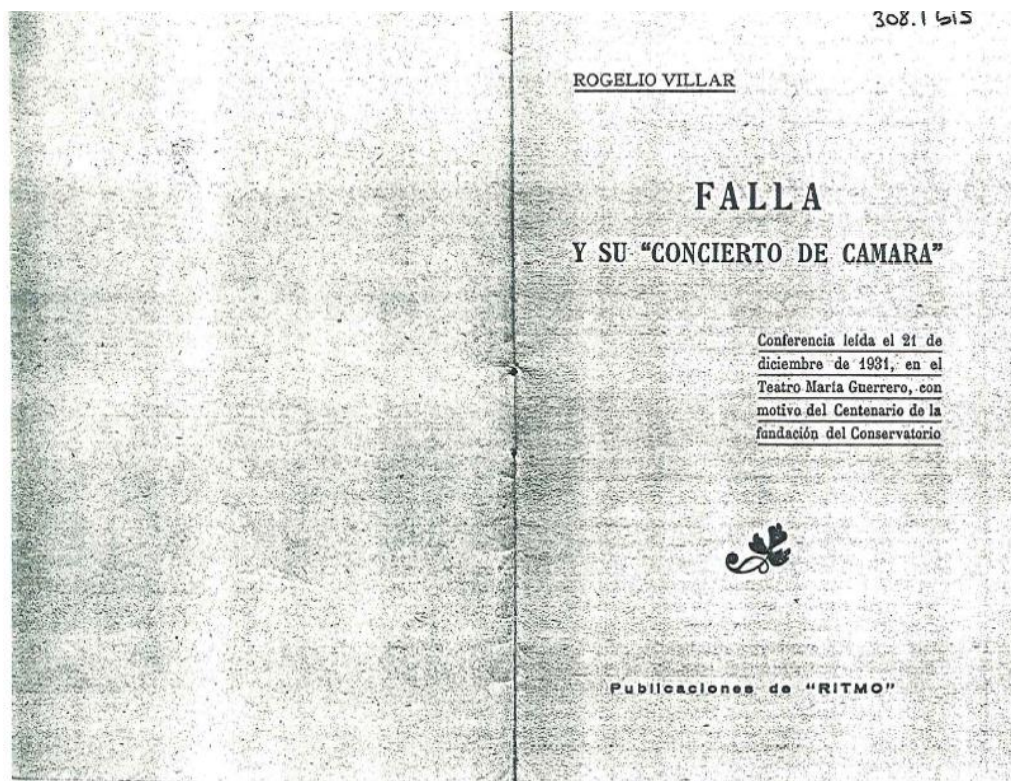 308.1
ROGELIO VILLAR
FALLA
Y SU "CONCIERTO DE CAMARA"
Conferencia leída el 21 de
diciembre de 1931, en el
Teatro María Guerrero, con
motivo del Centenario de la
fundación del Conservatorio
Publicaciones de "RITMO"